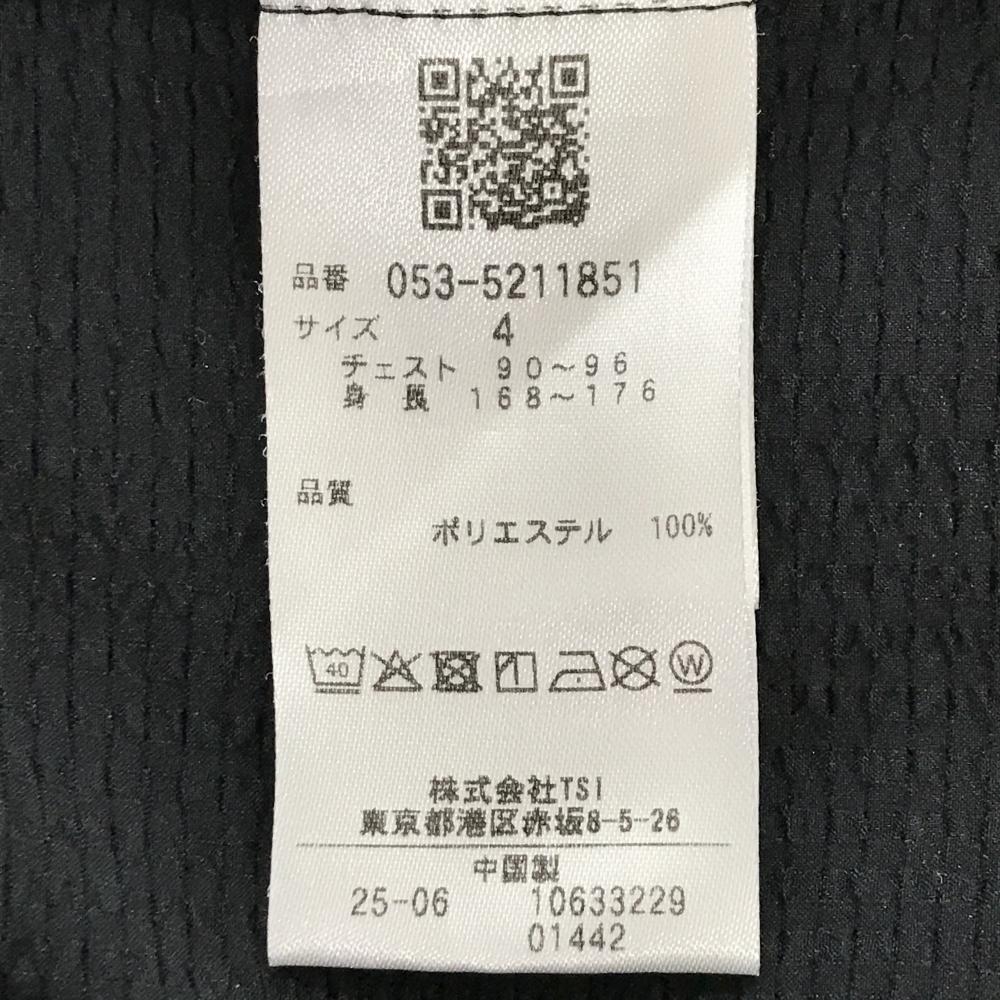 品番 053-5211851
サイズ 4
チェスト 90～96
身長 168～176
品質
ポリエステル 100%
40 W
株式会社TSI
東京都港区赤坂8-5-26
中国製
25-06 10633229
01442